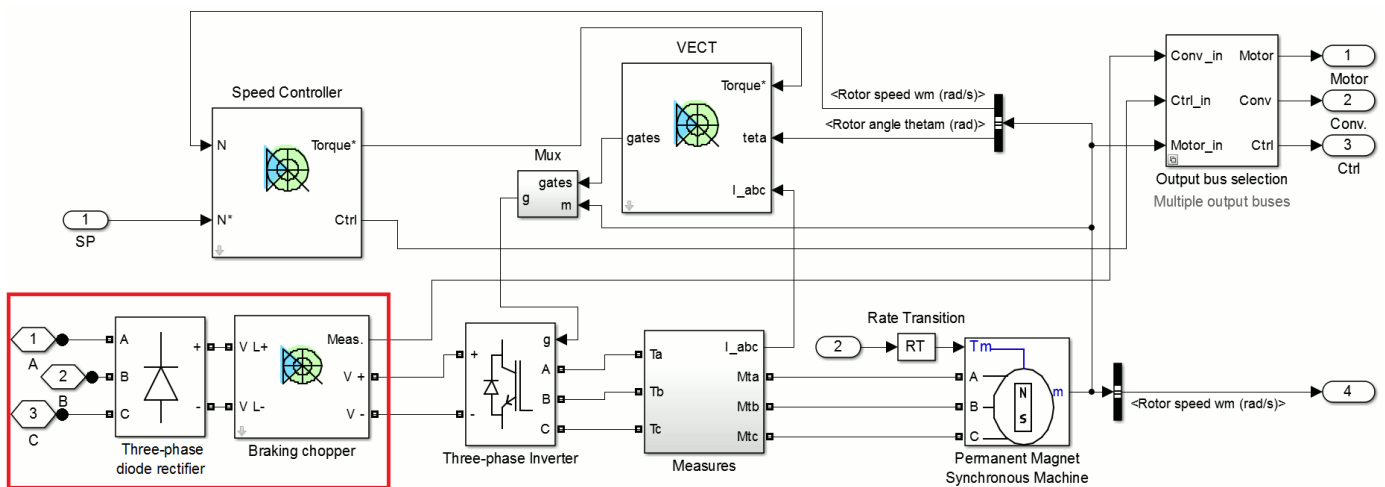 VECT
Speed Controller
N
Torque*
N*
Ctrl
1
SP
Mux
gates
g
m
Torque*
gates
teta
I_abc
<Rotor speed wm (rad/s)>
<Rotor angle thetam (rad)>
Conv_in
Motor
Ctrl_in
Conv
Motor_in
Ctrl
Output bus selection
Multiple output buses
1
Motor
2
Conv.
3
Ctrl
1
A
2
B
3
C
A
+
B
C
-
Three-phase
diode rectifier
V L+
Meas.
V +
V L-
V -
Braking chopper
g
+
A
B
-
C
Three-phase Inverter
I_abc
Ta
Mta
Tb
Mtb
Tc
Mtc
Measures
2
Rate Transition
RT
Tm
A
m
B
C
N
S
Permanent Magnet
Synchronous Machine
<Rotor speed wm (rad/s)>
4